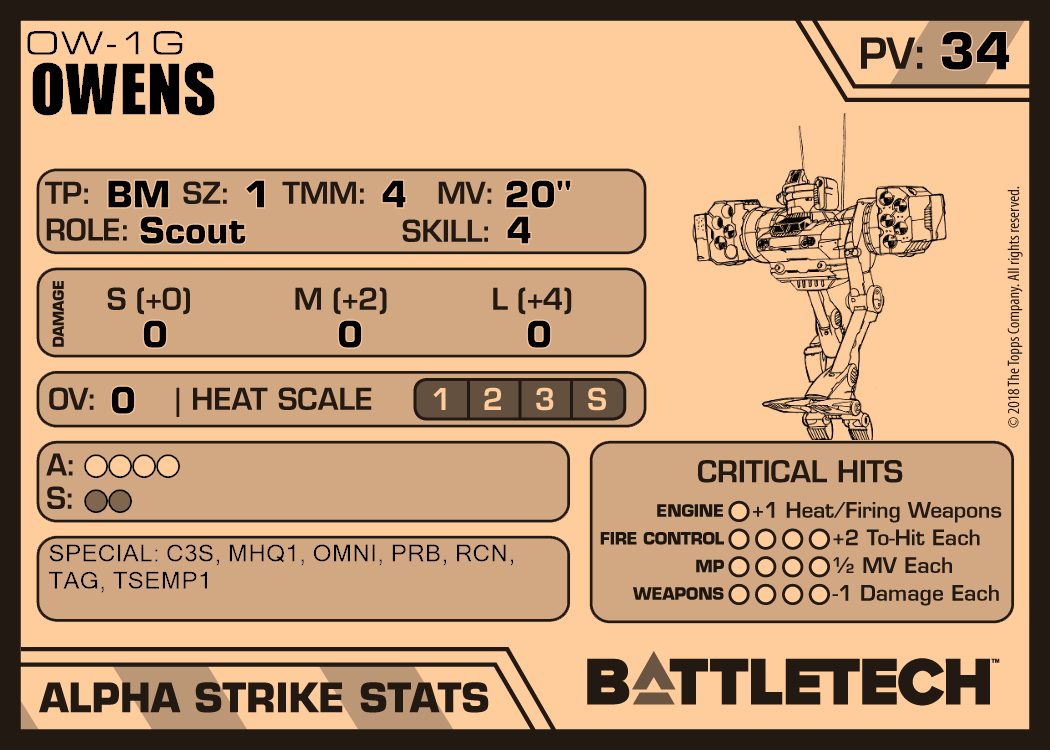 OW-1G
OWENS
PV: 34
TP: BM SZ: 1 TMM: 4 MV: 20"
ROLE: Scout SKILL: 4
DAMAGE
S (+0) M (+2) L (+4)
0 0 0
OV: 0 | HEAT SCALE 1 2 3 S
A:
S:
SPECIAL: C3S, MHQ1, OMNI, PRB, RCN,
TAG, TSEMP1
© 2018 The Topps Company. All rights reserved.
CRITICAL HITS
ENGINE +1 Heat/Firing Weapons
FIRE CONTROL +2 To-Hit Each
MP ½ MV Each
WEAPONS -1 Damage Each
ALPHA STRIKE STATS
BATTLETECH™